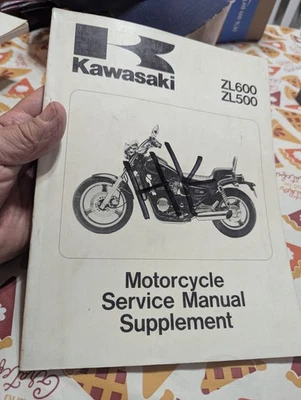 Kawasaki
ZL600
ZL500
Motorcycle
Service Manual
Supplement